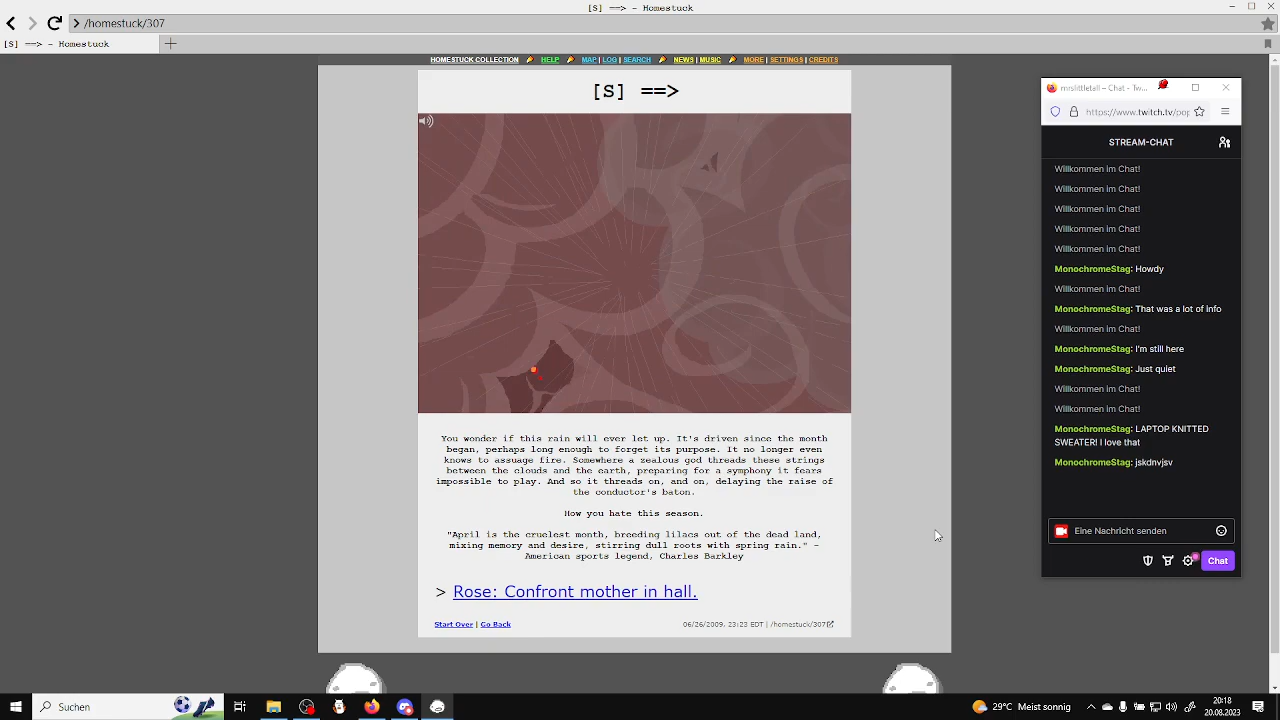 [S] ==> - Homestuck
/homestuck/307
[S] ==> - Homestuck
HOMESTUCK COLLECTION HELP MAP | LOG | SEARCH NEWS | MUSIC MORE | SETTINGS | CREDITS
[S] ==>
You wonder if this rain will ever let up. It's driven since the month
began, perhaps long enough to forget its purpose. It no longer even
knows to assuage fire. Somewhere a zealous god threads these strings
between the clouds and the earth, preparing for a symphony it fears
impossible to play. And so it threads on, and on, delaying the raise of
the conductor's baton.
How you hate this season.
"April is the cruelest month, breeding lilacs out of the dead land,
mixing memory and desire, stirring dull roots with spring rain." -
American sports legend, Charles Barkley
> Rose: Confront mother in hall.
Start Over | Go Back
06/26/2009, 23:23 EDT | /homestuck/307
mrslittletall – Chat - Tw...
https://www.twitch.tv/pop
STREAM-CHAT
Willkommen im Chat!
Willkommen im Chat!
Willkommen im Chat!
Willkommen im Chat!
Willkommen im Chat!
MonochromeStag: Howdy
Willkommen im Chat!
MonochromeStag: That was a lot of info
Willkommen im Chat!
MonochromeStag: I'm still here
MonochromeStag: Just quiet
Willkommen im Chat!
Willkommen im Chat!
MonochromeStag: LAPTOP KNITTED
SWEATER! I love that
MonochromeStag: jskdnvjsv
Eine Nachricht senden
Chat
Suchen
29°C Meist sonnig
20:18
20.08.2023